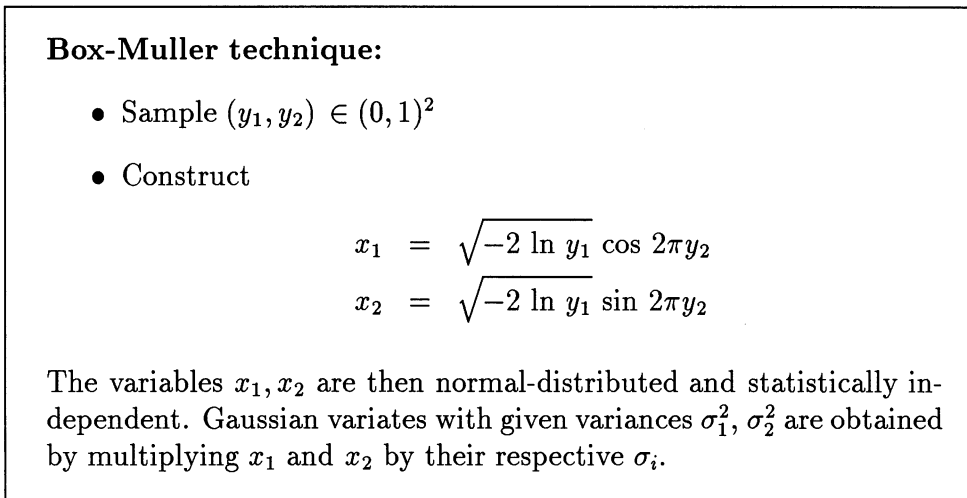 Box-Muller technique:
• Sample (y₁, y₂) ∈ (0, 1)²
• Construct
x₁ = √(−2 ln y₁) cos 2πy₂
x₂ = √(−2 ln y₁) sin 2πy₂
The variables x₁, x₂ are then normal-distributed and statistically in-
dependent. Gaussian variates with given variances σ₁², σ₂² are obtained
by multiplying x₁ and x₂ by their respective σᵢ.